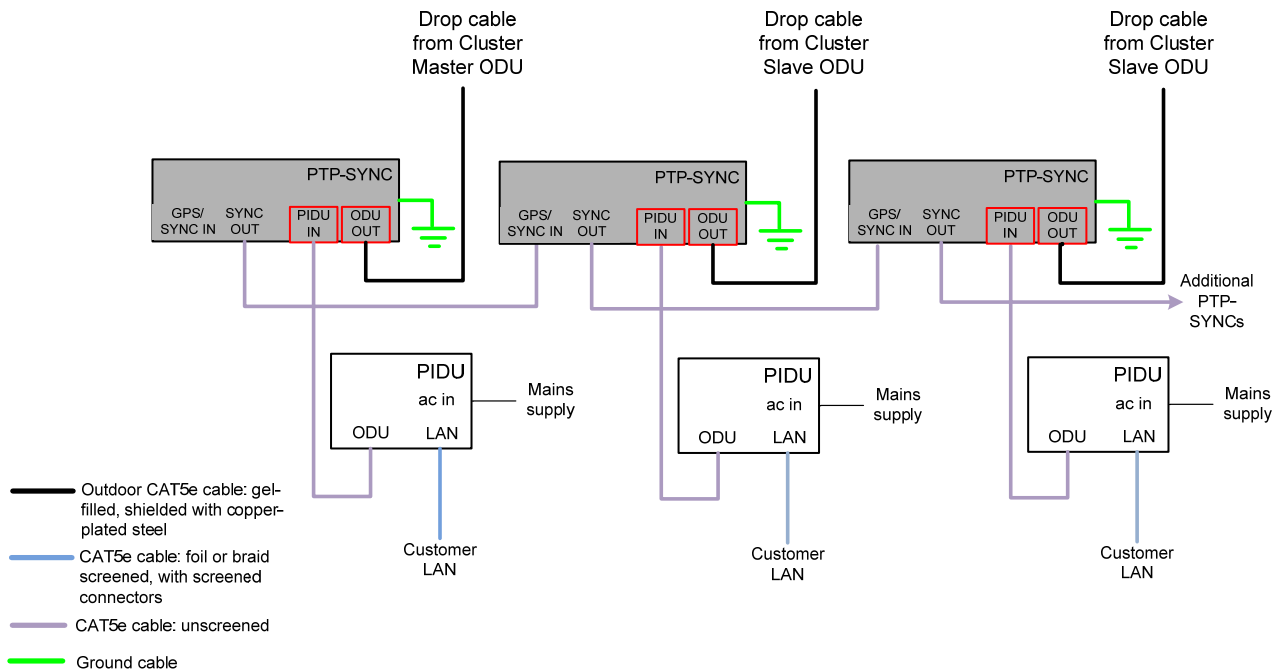 Drop cable
from Cluster
Master ODU
Drop cable
from Cluster
Slave ODU
Drop cable
from Cluster
Slave ODU
PTP-SYNC
GPS/
SYNC IN
SYNC
OUT
PIDU
IN
ODU
OUT
PTP-SYNC
GPS/
SYNC IN
SYNC
OUT
PIDU
IN
ODU
OUT
PTP-SYNC
GPS/
SYNC IN
SYNC
OUT
PIDU
IN
ODU
OUT
Additional
PTP-
SYNCs
PIDU
ac in
ODU
LAN
Mains
supply
PIDU
ac in
ODU
LAN
Mains
supply
PIDU
ac in
ODU
LAN
Mains
supply
Customer
LAN
Customer
LAN
Customer
LAN
Outdoor CAT5e cable: gel-
filled, shielded with copper-
plated steel
CAT5e cable: foil or braid
screened, with screened
connectors
CAT5e cable: unscreened
Ground cable